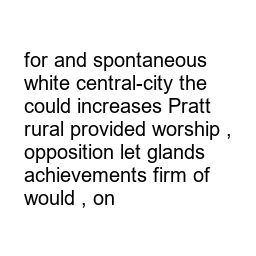 for and spontaneous
white central-city the
could increases Pratt
rural provided worship ,
opposition let glands
achievements firm of
would , on